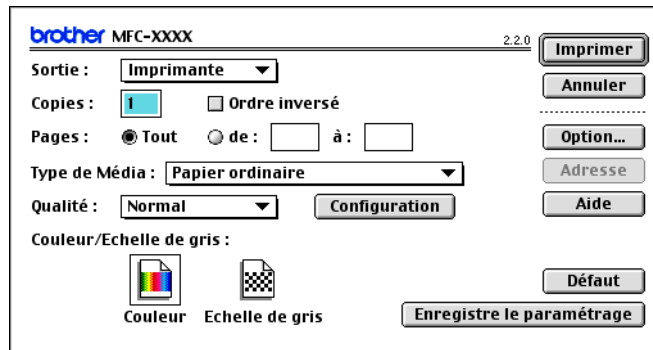 brother MFC-XXXX 2.2.0 Imprimer
Sortie : Imprimante
Annuler
Copies : 1 Ordre inversé
Pages : Tout de : à : Option...
Type de Média : Papier ordinaire Adresse
Qualité : Normal Configuration Aide
Couleur/Echelle de gris :
Défaut
Couleur Echelle de gris Enregistre le paramétrage